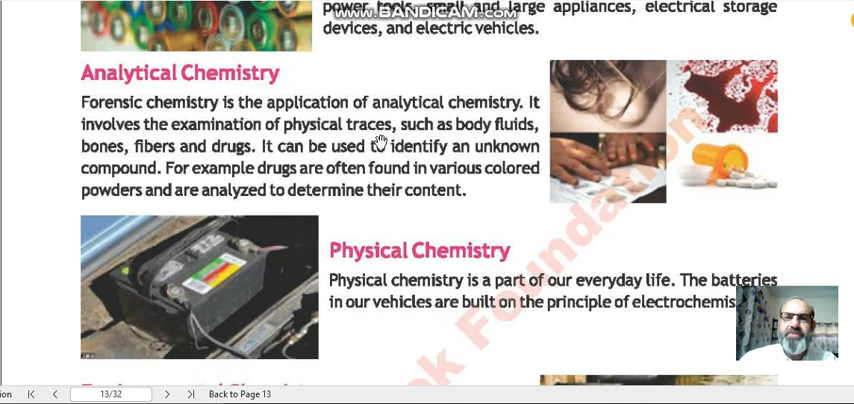 power tools, small and large appliances, electrical storage
WWW.BANDICAM.COM
devices, and electric vehicles.
Analytical Chemistry
Forensic chemistry is the application of analytical chemistry. It
involves the examination of physical traces, such as body fluids,
bones, fibers and drugs. It can be used to identify an unknown
compound. For example drugs are often found in various colored
powders and are analyzed to determine their content.
Physical Chemistry
Physical chemistry is a part of our everyday life. The batteries
in our vehicles are built on the principle of electrochemis
Foundation
13/32
Back to Page 13